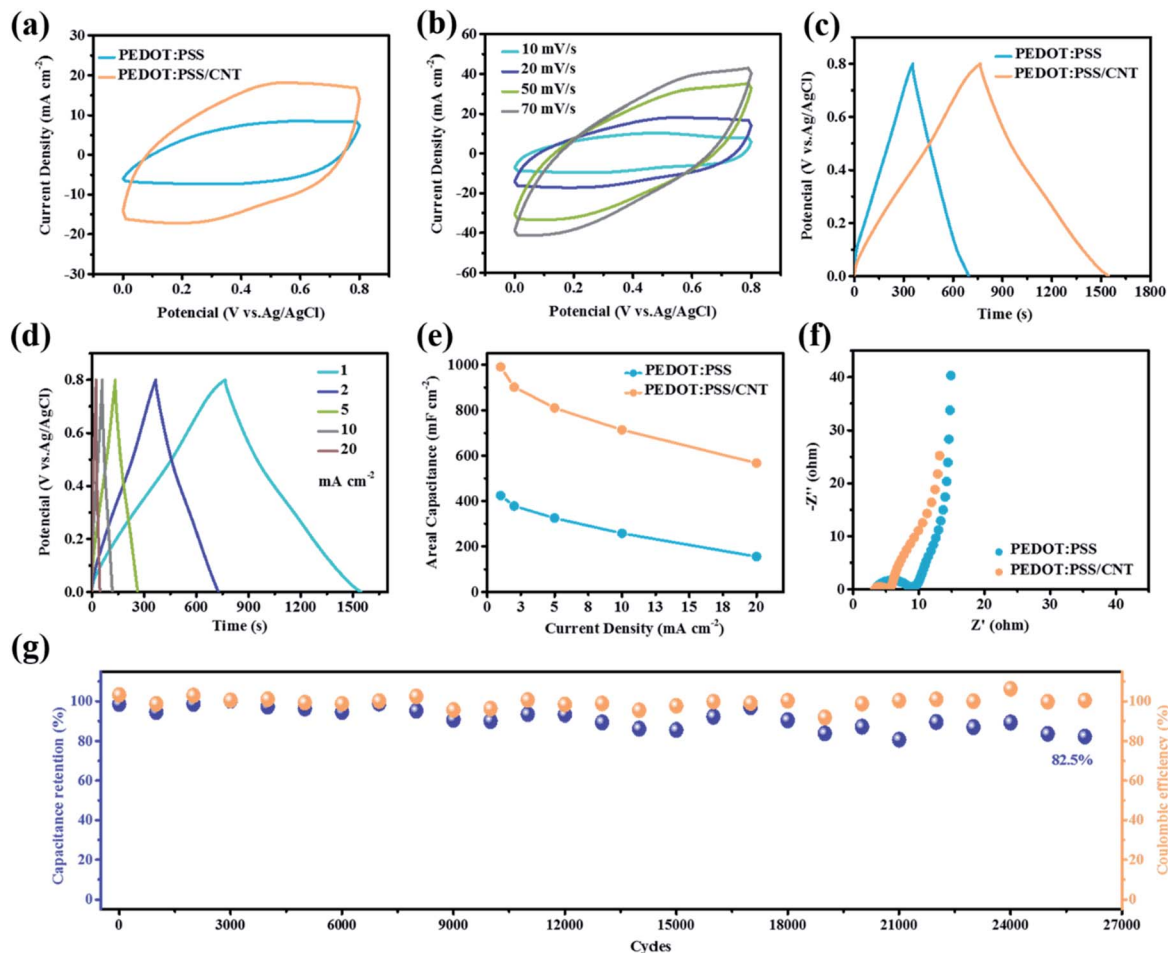 (a)
PEDOT:PSS
PEDOT:PSS/CNT
Current Density (mA cm⁻²)
30
20
10
0
-10
-20
-30
0.0 0.2 0.4 0.6 0.8
Potencial (V vs.Ag/AgCl)
(b)
10 mV/s
20 mV/s
50 mV/s
70 mV/s
Current Density (mA cm⁻²)
60
40
20
0
-20
-40
-60
0.0 0.2 0.4 0.6 0.8
Potencial (V vs.Ag/AgCl)
(c)
PEDOT:PSS
PEDOT:PSS/CNT
Potencial (V vs.Ag/AgCl)
1.0
0.8
0.6
0.4
0.2
0.0
0 300 600 900 1200 1500 1800
Time (s)
(d)
1
2
5
10
20
mA cm⁻²
Potencial (V vs.Ag/AgCl)
0.8
0.6
0.4
0.2
0.0
0 300 600 900 1200 1500
Time (s)
(e)
PEDOT:PSS
PEDOT:PSS/CNT
Areal Capacitance (mF cm⁻²)
1000
800
600
400
200
0
0 3 5 8 10 13 15 18 20
Current Density (mA cm⁻²)
(f)
PEDOT:PSS
PEDOT:PSS/CNT
-Z'' (ohm)
40
30
20
10
0
0 10 20 30 40
Z' (ohm)
(g)
Capacitance retention (%)
100
80
60
40
20
0
82.5%
Coulombic efficiency (%)
100
80
60
40
20
0
0 3000 6000 9000 12000 15000 18000 21000 24000 27000
Cycles